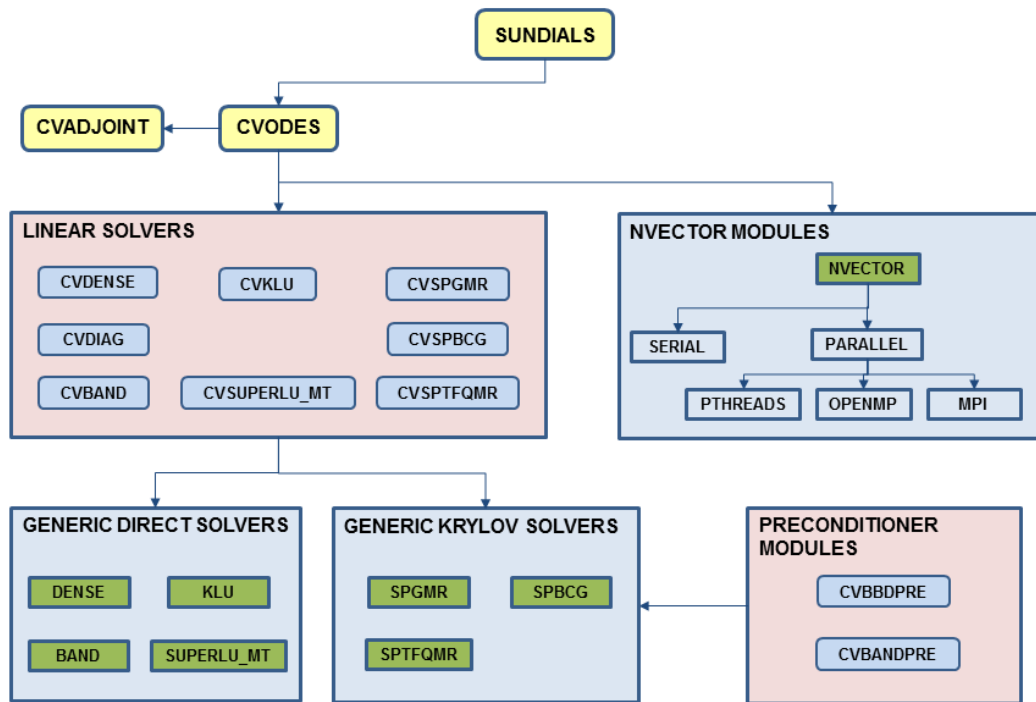 SUNDIALS
CVADJOINT
CVODES
LINEAR SOLVERS
CVDENSE
CVKLU
CVSPGMR
CVDIAG
CVSPBCG
CVBAND
CVSUPERLU_MT
CVSPTFQMR
NVECTOR MODULES
NVECTOR
SERIAL
PARALLEL
PTHREADS
OPENMP
MPI
GENERIC DIRECT SOLVERS
DENSE
KLU
BAND
SUPERLU_MT
GENERIC KRYLOV SOLVERS
SPGMR
SPBCG
SPTFQMR
PRECONDITIONER
MODULES
CVBBDPRE
CVBANDPRE